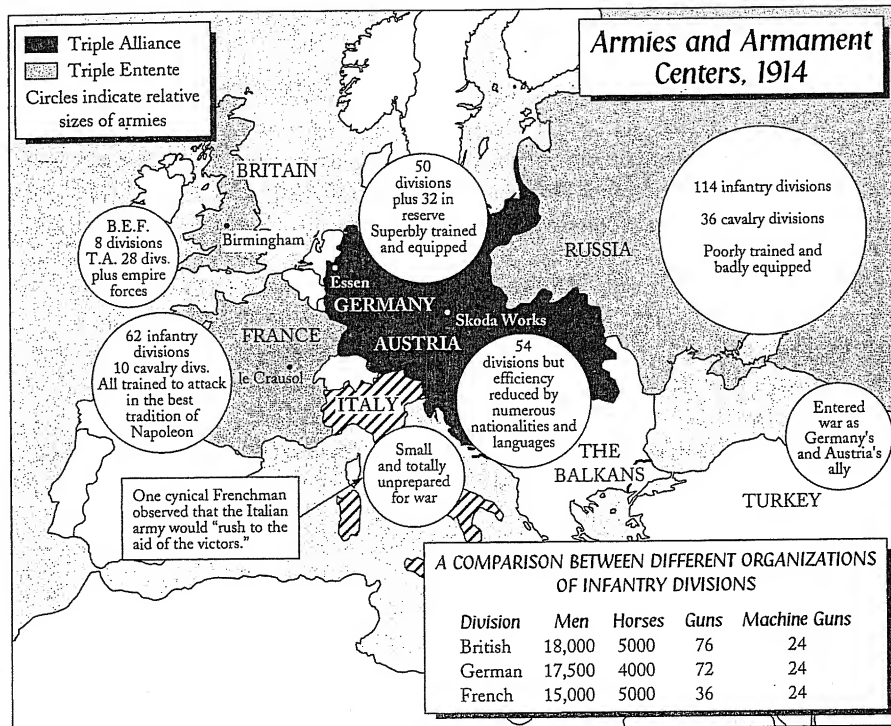 Triple Alliance
Triple Entente
Circles indicate relative
sizes of armies
Armies and Armament
Centers, 1914
BRITAIN
Birmingham
B.E.F.
8 divisions
T.A. 28 divs.
plus empire
forces
50
divisions
plus 32 in
reserve
Superbly trained
and equipped
114 infantry divisions
36 cavalry divisions
Poorly trained and
badly equipped
RUSSIA
Essen
GERMANY
Skoda Works
AUSTRIA
FRANCE
le Crausol
62 infantry
divisions
10 cavalry divs.
All trained to attack
in the best
tradition of
Napoleon
54
divisions but
efficiency
reduced by
numerous
nationalities and
languages
ITALY
Small
and totally
unprepared
for war
THE
BALKANS
Entered
war as
Germany's
and Austria's
ally
TURKEY
One cynical Frenchman
observed that the Italian
army would "rush to the
aid of the victors."
A COMPARISON BETWEEN DIFFERENT ORGANIZATIONS
OF INFANTRY DIVISIONS
Division Men Horses Guns Machine Guns
British 18,000 5000 76 24
German 17,500 4000 72 24
French 15,000 5000 36 24